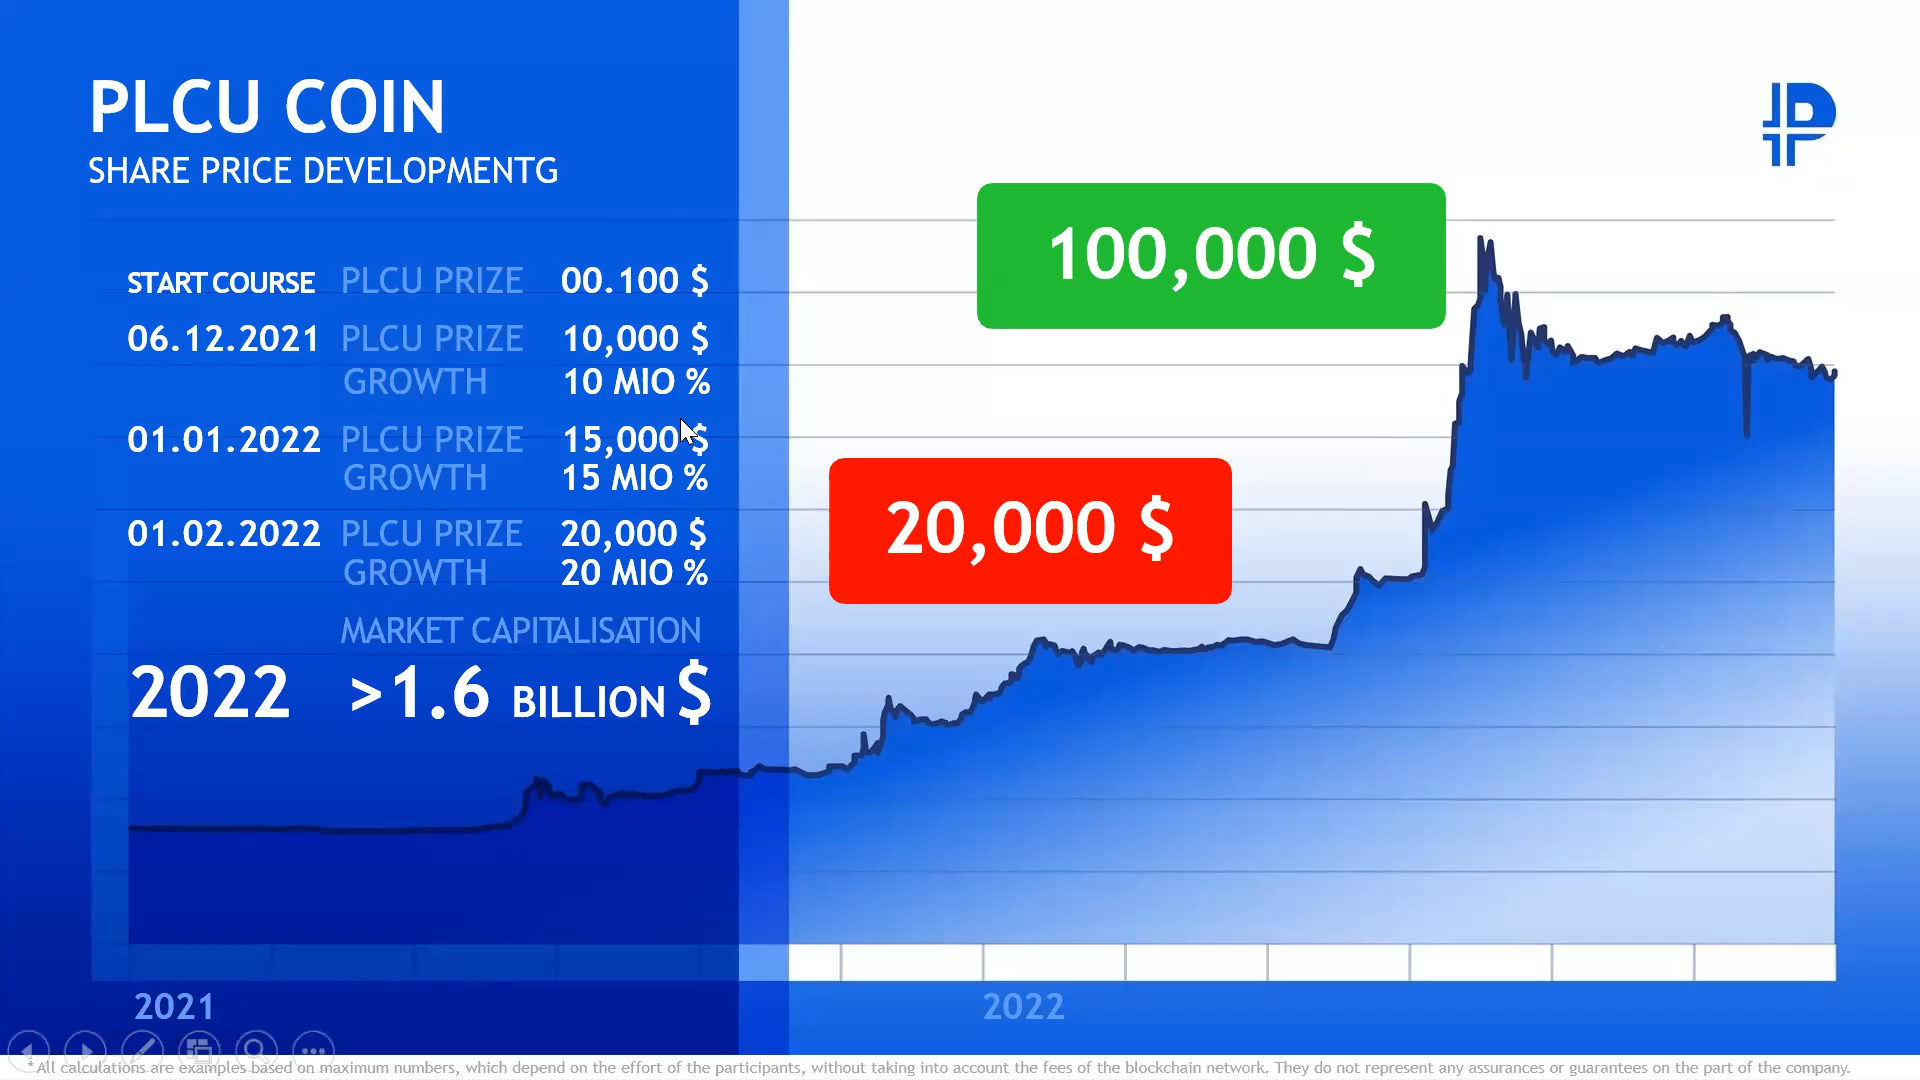 PLCU COIN
SHARE PRICE DEVELOPMENTG
START COURSE PLCU PRIZE 00.100 $
06.12.2021 PLCU PRIZE 10,000 $
GROWTH 10 MIO %
01.01.2022 PLCU PRIZE 15,000 $
GROWTH 15 MIO %
01.02.2022 PLCU PRIZE 20,000 $
GROWTH 20 MIO %
MARKET CAPITALISATION
2022 >1.6 BILLION $
100,000 $
20,000 $
2021 2022
* All calculations are examples based on maximum numbers, which depend on the effort of the participants, without taking into account the fees of the blockchain network. They do not represent any assurances or guarantees on the part of the company.